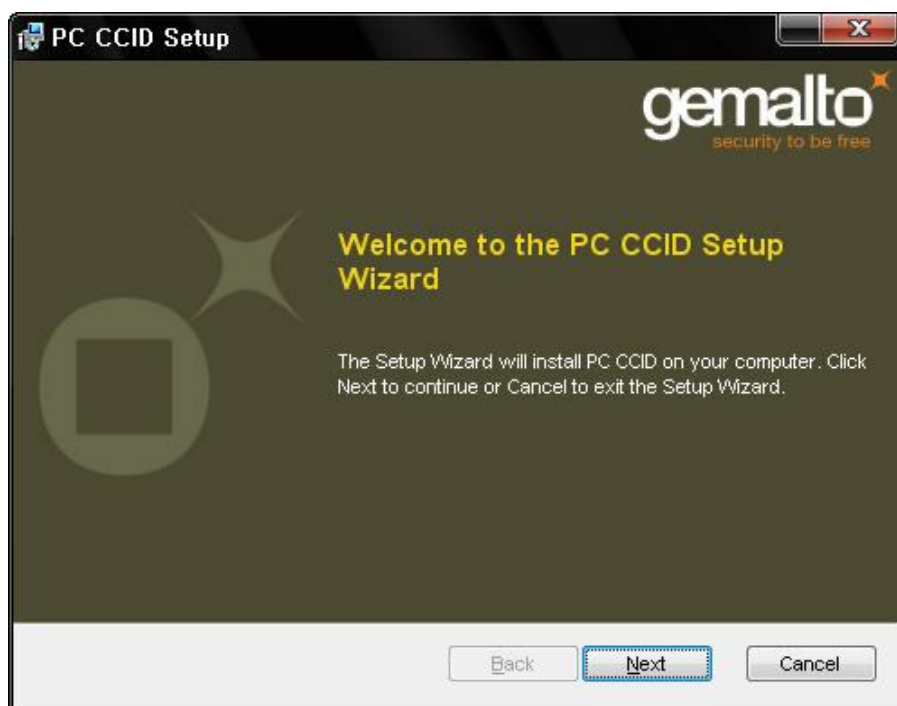 PC CCID Setup
gemalto
security to be free
Welcome to the PC CCID Setup
Wizard
The Setup Wizard will install PC CCID on your computer. Click
Next to continue or Cancel to exit the Setup Wizard.
Back Next Cancel